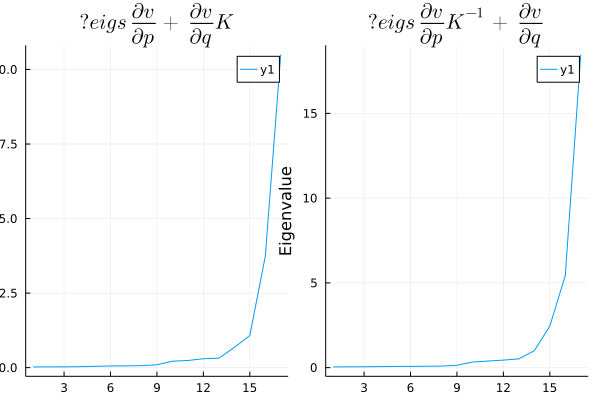 ?eigs ∂v/∂p + ∂v/∂q K
?eigs ∂v/∂p K⁻¹ + ∂v/∂q
y1
0.0
7.5
5.0
2.5
0.0
3 6 9 12 15
Eigenvalue
y1
15
10
5
0
3 6 9 12 15